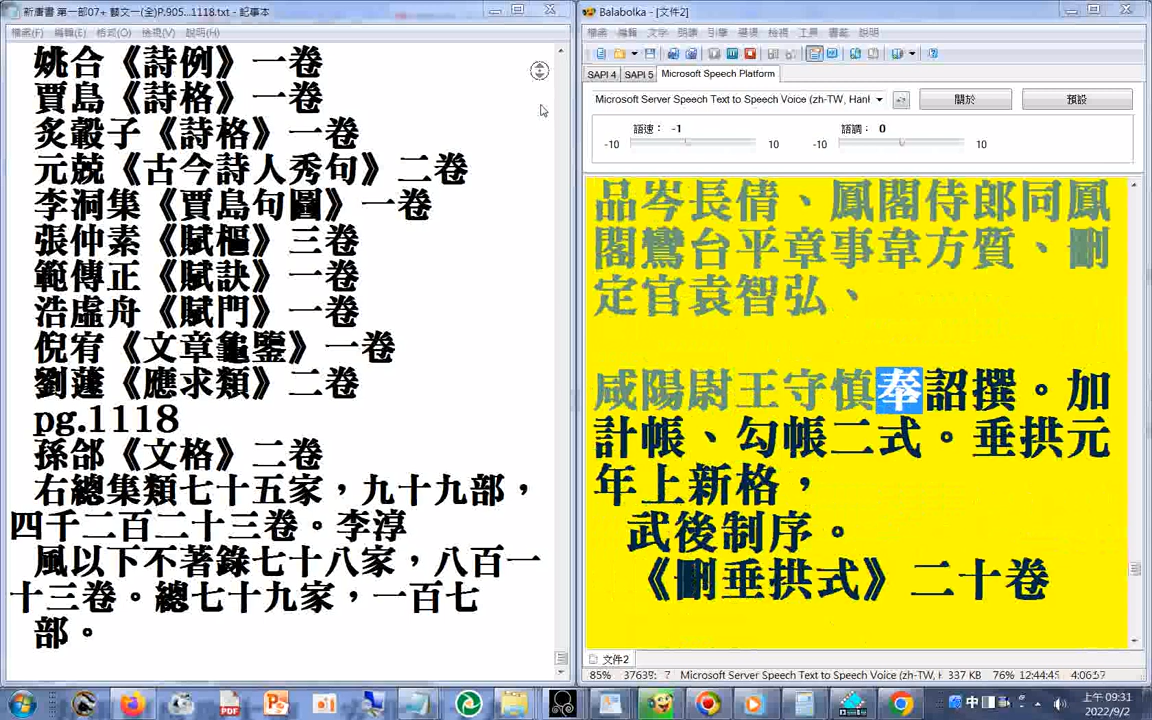 新唐書 第一部07+ 藝文一(全)P.905...1118.txt - 記事本
檔案(F) 編輯(E) 格式(O) 檢視(V) 說明(H)
姚合《詩例》一卷
賈島《詩格》一卷
炙轂子《詩格》一卷
元兢《古今詩人秀句》二卷
李洞集《賈島句圖》一卷
張仲素《賦樞》三卷
範傳正《賦訣》一卷
浩虛舟《賦門》一卷
倪宥《文章龜鑒》一卷
劉蘧《應求類》二卷
pg.1118
孫郃《文格》二卷
右總集類七十五家，九十九部，
四千二百二十三卷。李淳
風以下不著錄七十八家，八百一
十三卷。總七十九家，一百七
部。
Balabolka - [文件2]
檔案 編輯 文字 朗讀 引擎 選項 檢視 工具 書籤 說明
SAPI 4 SAPI 5 Microsoft Speech Platform
Microsoft Server Speech Text to Speech Voice (zh-TW, Hanl
關於
預設
語速： -1
語調： 0
-10 10 -10 10
品岑長倩、鳳閣侍郎同鳳
閣鸞台平章事韋方質、刪
定官袁智弘、
咸陽尉王守慎奉詔撰。加
計帳、勾帳二式。垂拱元
年上新格，
武後制序。
《刪垂拱式》二十卷
文件2
85% 37639: 7 Microsoft Server Speech Text to Speech Voice (zh-TW, H 337 KB 76% 12:44:45 4:06:57
中
上午 09:31
2022/9/2